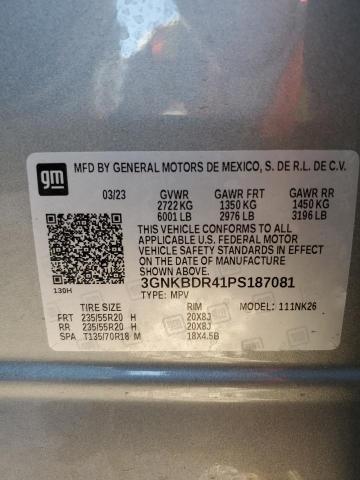 gm
MFD BY GENERAL MOTORS DE MEXICO, S. DE R.L. DE C.V.
03/23 GVWR GAWR FRT GAWR RR
2722 KG 1350 KG 1450 KG
6001 LB 2976 LB 3196 LB
THIS VEHICLE CONFORMS TO ALL
APPLICABLE U.S. FEDERAL MOTOR
VEHICLE SAFETY STANDARDS IN EFFECT
ON THE DATE OF MANUFACTURE
SHOWN ABOVE.
3GNKBDR41PS187081
130H TYPE: MPV MODEL: 111NK26
TIRE SIZE RIM
FRT 235/55R20 H 20X8J
RR 235/55R20 H 20X8J
SPA T135/70R18 M 18X4.5B